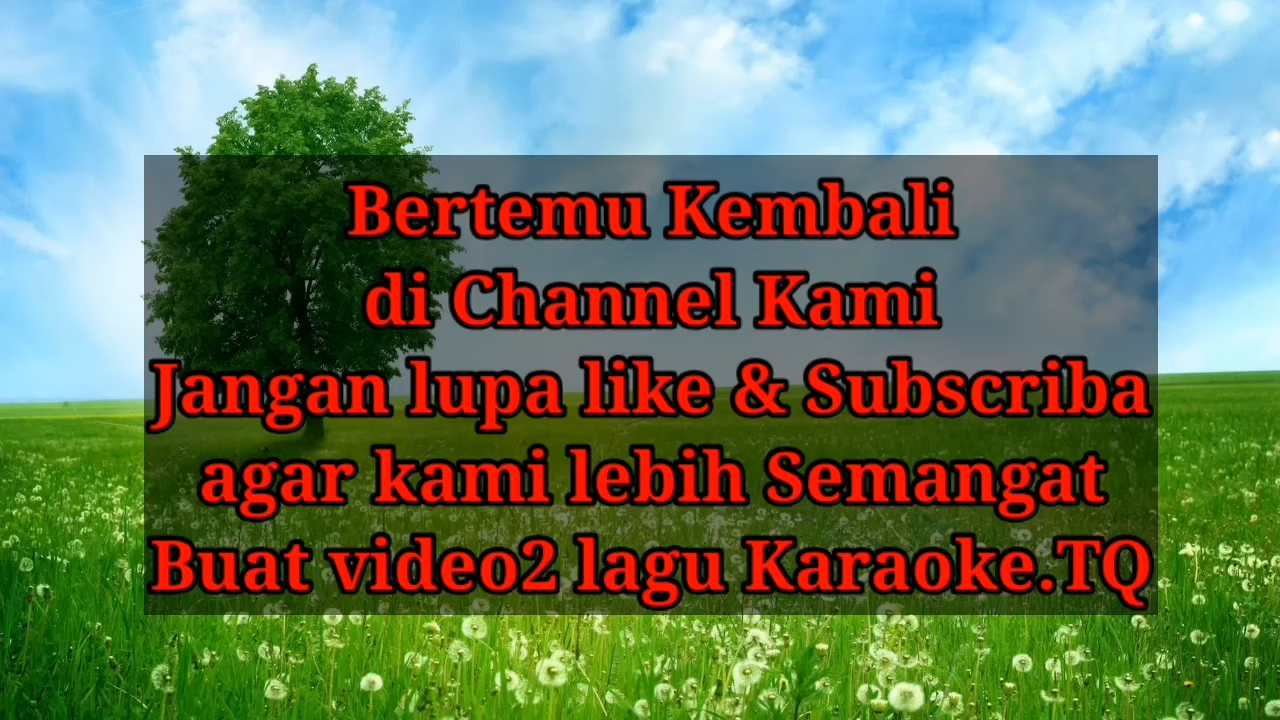 Bertemu Kembali
di Channel Kami
Jangan lupa like & Subscriba
agar kami lebih Semangat
Buat video2 lagu Karaoke.TQ